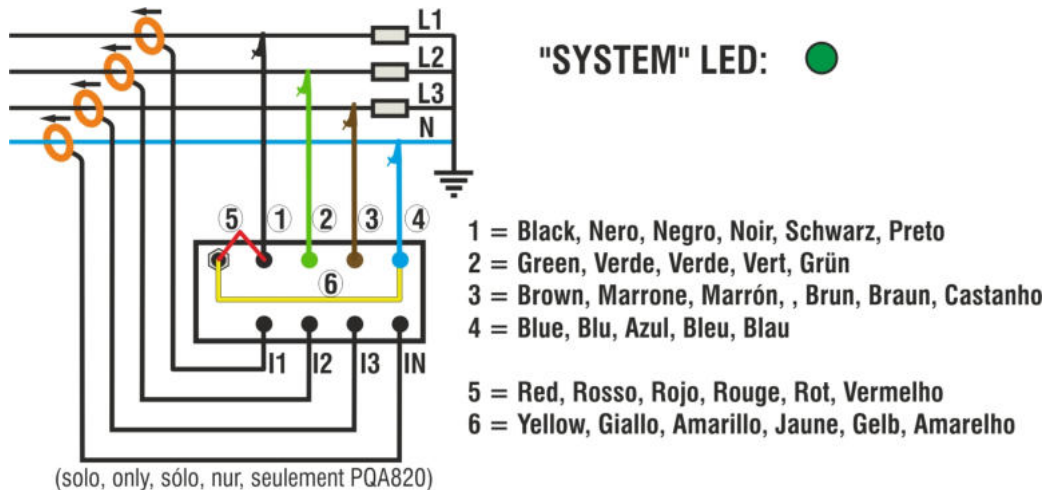 L1
L2
L3
N
"SYSTEM" LED:
5 1 2 3 4
6
I1 I2 I3 IN
(solo, only, sólo, nur, seulement PQA820)
1 = Black, Nero, Negro, Noir, Schwarz, Preto
2 = Green, Verde, Verde, Vert, Grün
3 = Brown, Marrone, Marrón, , Brun, Braun, Castanho
4 = Blue, Blu, Azul, Bleu, Blau
5 = Red, Rosso, Rojo, Rouge, Rot, Vermelho
6 = Yellow, Giallo, Amarillo, Jaune, Gelb, Amarelho